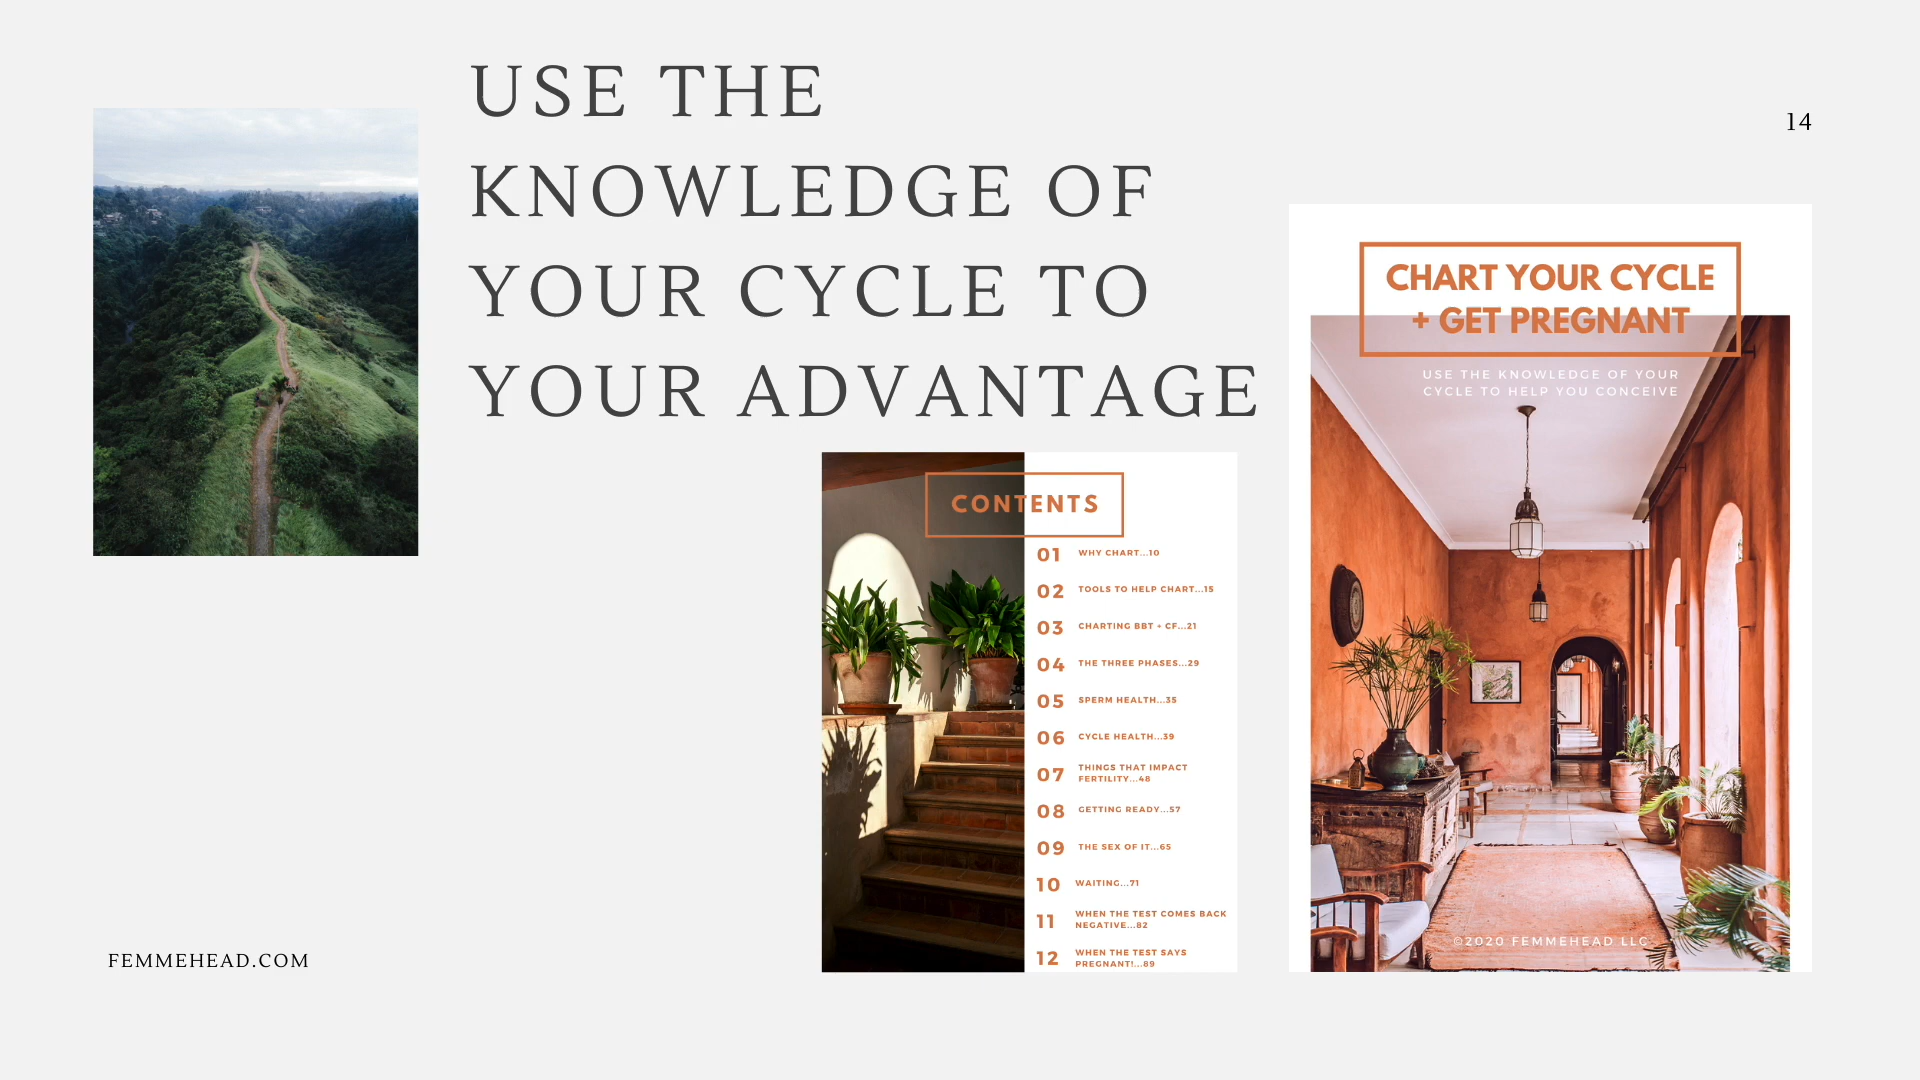 USE THE
KNOWLEDGE OF
YOUR CYCLE TO
YOUR ADVANTAGE
14
CONTENTS
01 WHY CHART...10
02 TOOLS TO HELP CHART...15
03 CHARTING BBT + CF...21
04 THE THREE PHASES...29
05 SPERM HEALTH...35
06 CYCLE HEALTH...39
07 THINGS THAT IMPACT
FERTILITY...48
08 GETTING READY...57
09 THE SEX OF IT...65
10 WAITING...71
11 WHEN THE TEST COMES BACK
NEGATIVE...82
12 WHEN THE TEST SAYS
PREGNANT!...89
CHART YOUR CYCLE
+ GET PREGNANT
USE THE KNOWLEDGE OF YOUR
CYCLE TO HELP YOU CONCEIVE
©2020 FEMMEHEAD LLC
FEMMEHEAD.COM